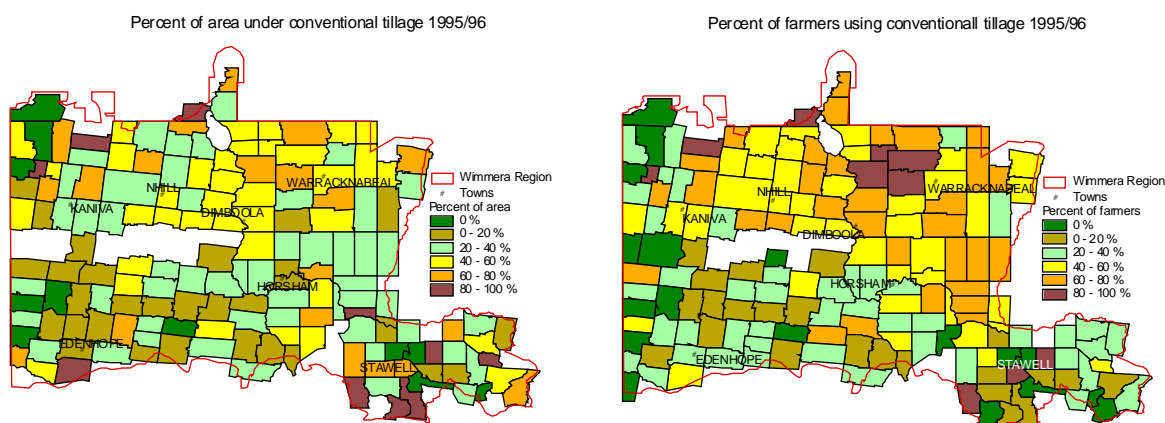 Percent of area under conventional tillage 1995/96
NHILL
WARRACKNABEAL
KANIVA
DIMBOOLA
HORSHAM
EDENHOPE
STAWELL
Wimmera Region
# Towns
Percent of area
0 %
0 - 20 %
20 - 40 %
40 - 60 %
60 - 80 %
80 - 100 %
Percent of farmers using conventionall tillage 1995/96
NHILL
WARRACKNABEAL
KANIVA
DIMBOOLA
HORSHAM
EDENHOPE
STAWELL
Wimmera Region
# Towns
Percent of farmers
0 %
0 - 20 %
20 - 40 %
40 - 60 %
60 - 80 %
80 - 100 %